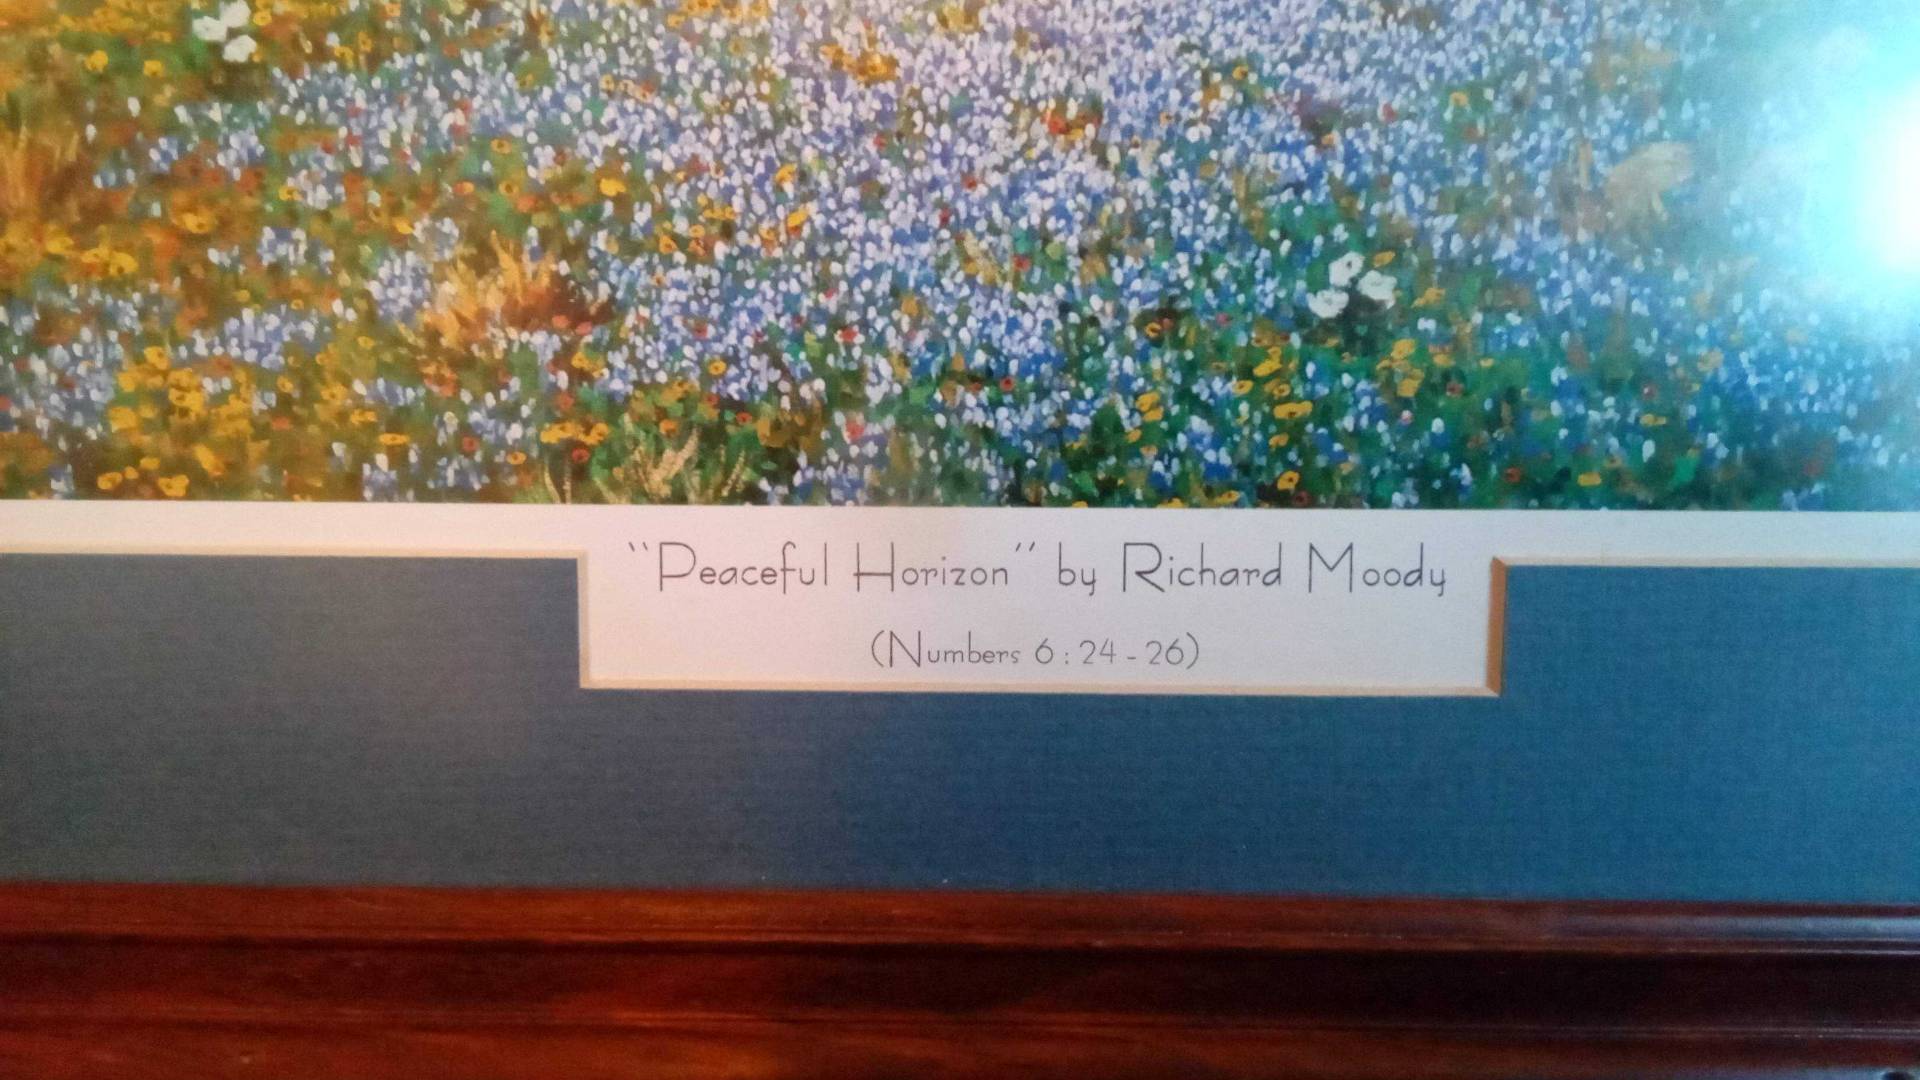 "Peaceful Horizon" by Richard Moody
(Numbers 6:24-26)